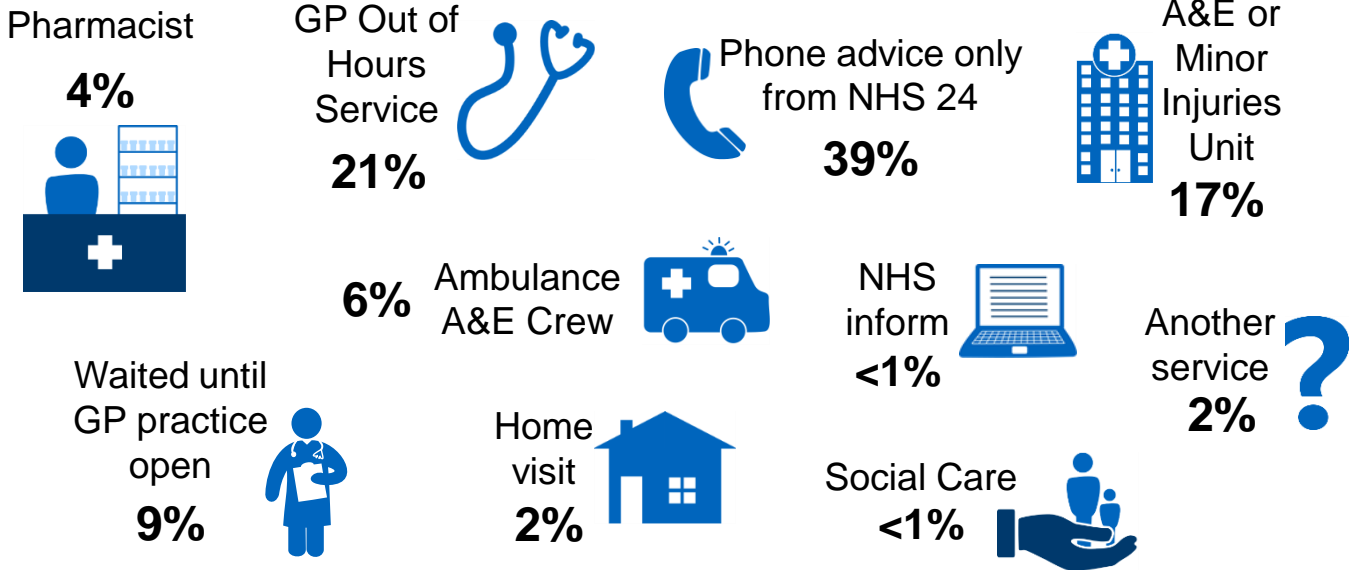 Pharmacist
4%
GP Out of
Hours
Service
21%
Phone advice only
from NHS 24
39%
A&E or
Minor
Injuries
Unit
17%
6%
Ambulance
A&E Crew
NHS
inform
<1%
Another
service
2%
Waited until
GP practice
open
9%
Home
visit
2%
Social Care
<1%
?